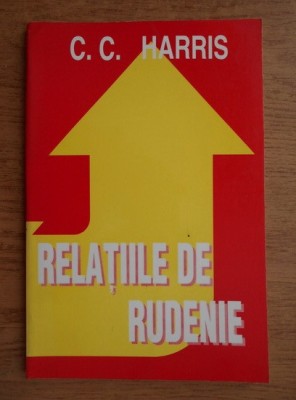 C. C. HARRIS
RELAȚIILE DE
RUDENIE